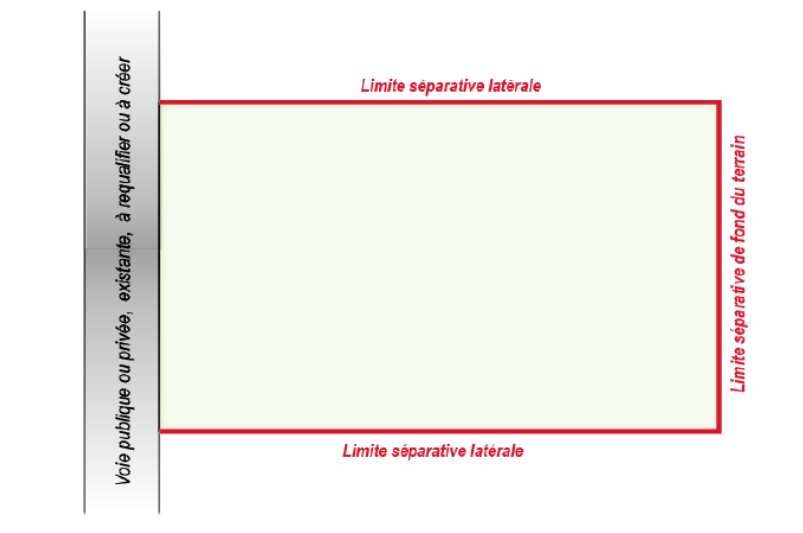 Limite séparative latérale
Voie publique ou privée, existante, à requalifier ou à créer
Limite séparative de fond du terrain
Limite séparative latérale